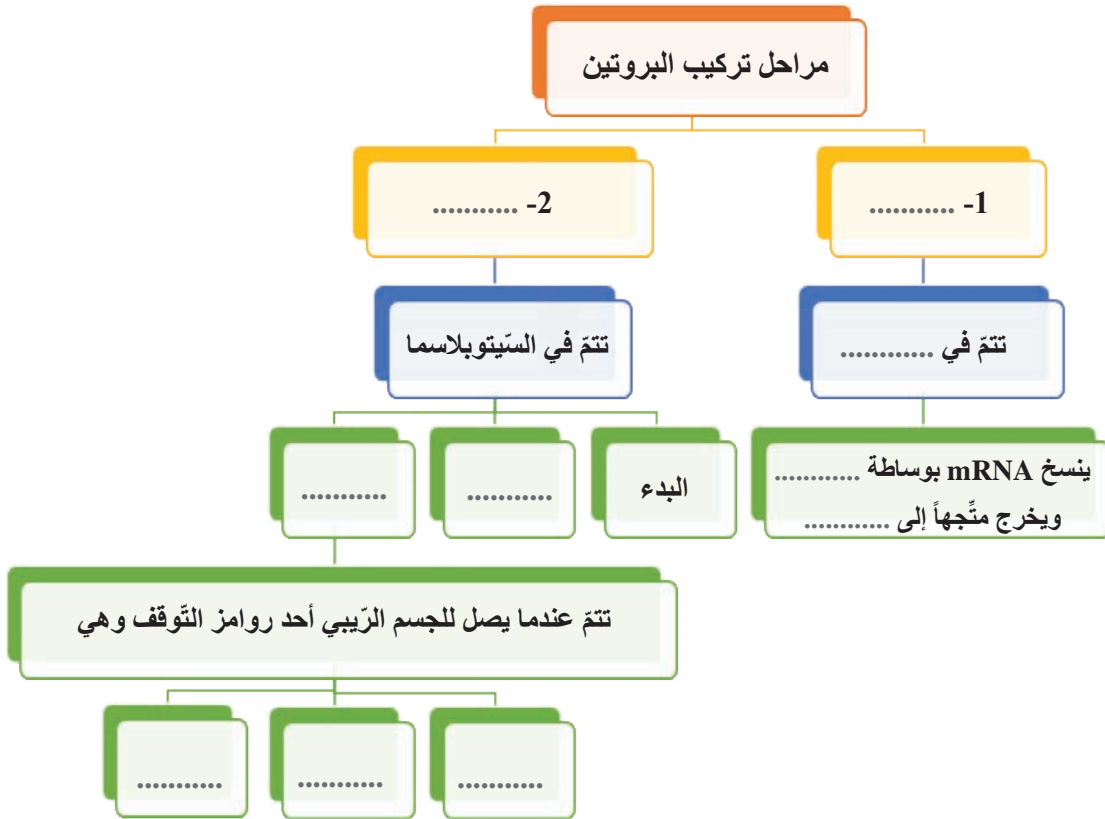 مراحل تركيب البروتين
1- ...........
2- ...........
تتمّ في ............
تتمّ في السّيتوبلاسما
ينسخ mRNA بوساطة ............
ويخرج متّجهاً إلى ............
البدء
...........
...........
تتمّ عندما يصل للجسم الرّيبي أحد روامز التّوقف وهي
...........
...........
...........